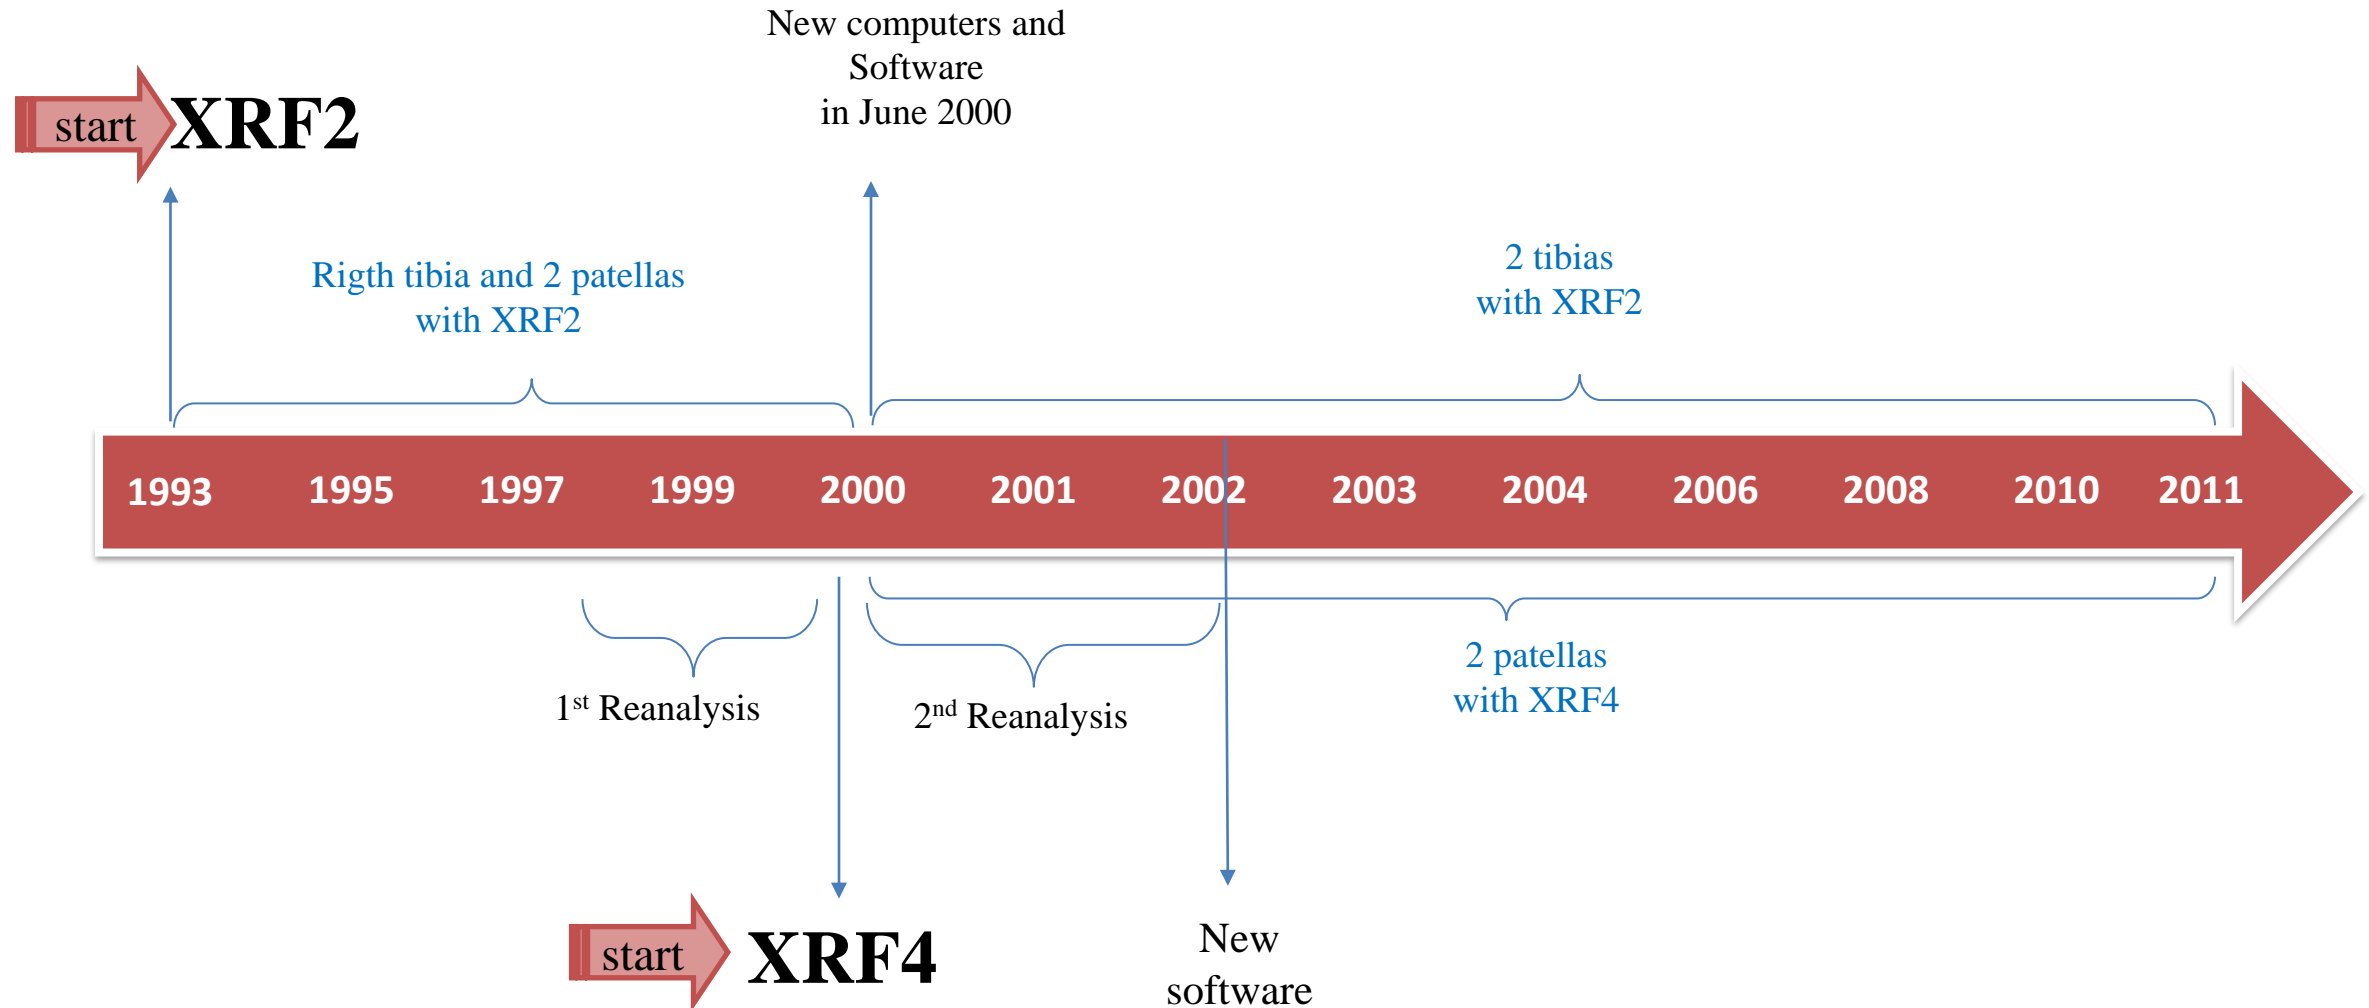 New computers and
Software
in June 2000
start XRF2
Rigth tibia and 2 patellas
with XRF2
2 tibias
with XRF2
1993 1995 1997 1999 2000 2001 2002 2003 2004 2006 2008 2010 2011
1st Reanalysis
2nd Reanalysis
2 patellas
with XRF4
start XRF4
New
software